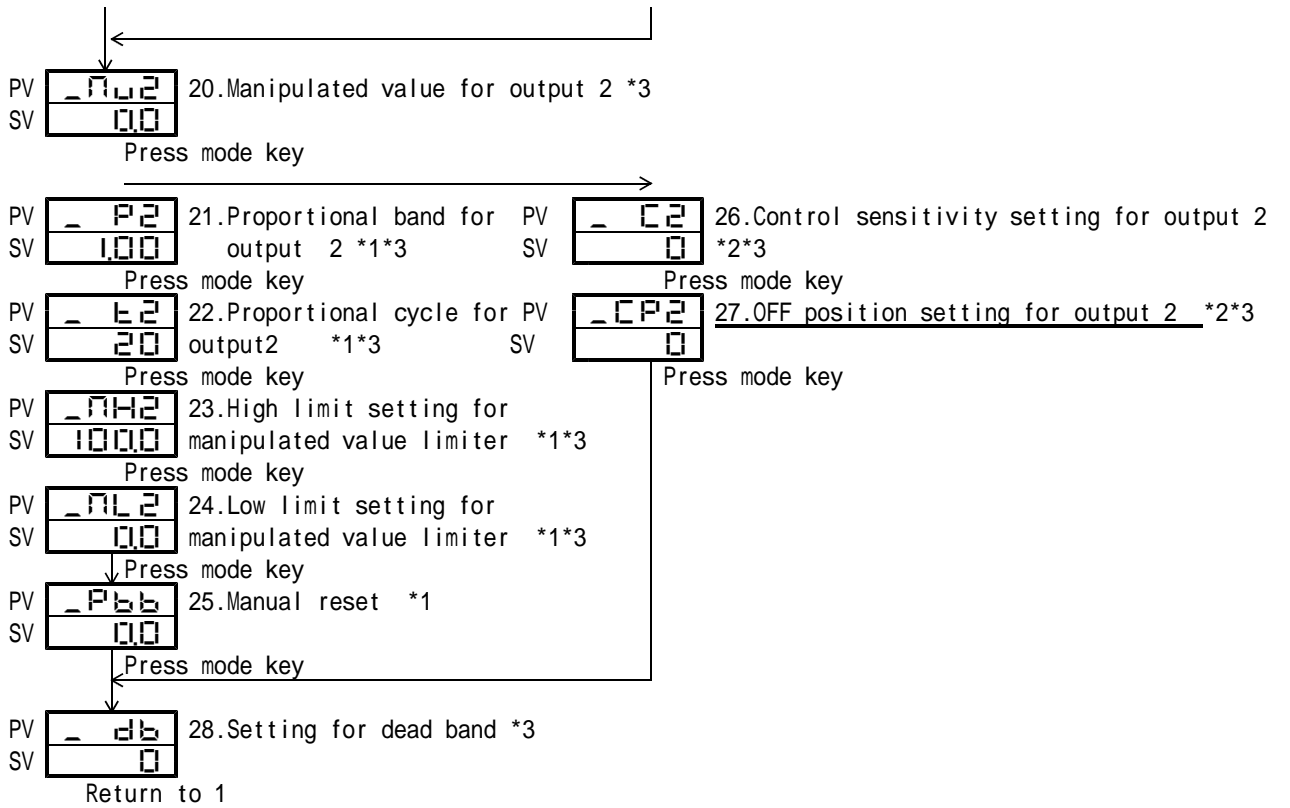 PV _Mv2 20.Manipulated value for output 2 *3
SV 0.0
Press mode key
PV _ P2 21.Proportional band for PV _ C2 26.Control sensitivity setting for output 2
SV 1.00 output 2 *1*3 SV 0 *2*3
Press mode key Press mode key
PV _ t2 22.Proportional cycle for PV _CP2 27.OFF position setting for output 2 *2*3
SV 20 output2 *1*3 SV 0
Press mode key Press mode key
PV _MH2 23.High limit setting for
SV 100.0 manipulated value limiter *1*3
Press mode key
PV _ML2 24.Low limit setting for
SV 0.0 manipulated value limiter *1*3
Press mode key
PV _Pbb 25.Manual reset *1
SV 0.0
Press mode key
PV _ db 28.Setting for dead band *3
SV 0
Return to 1